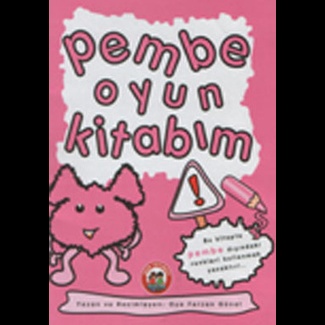 pembe
oyun
kitabım
!
Bu kitapta
pembe dışındaki
renkleri kullanmak
yasaktır...
Yazan ve Resimleyen: